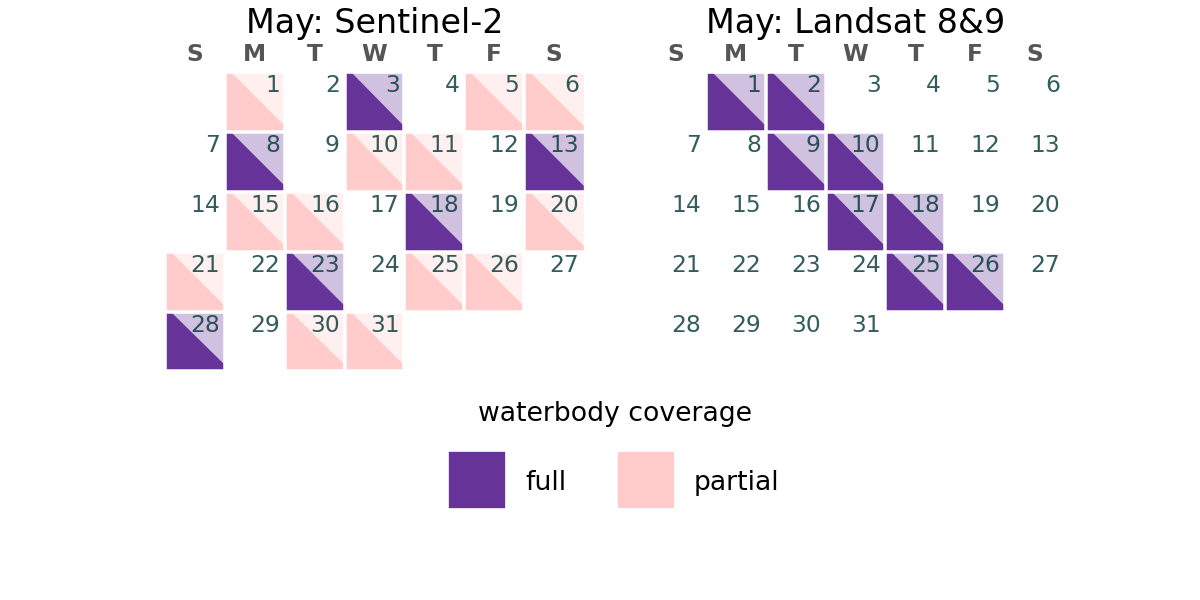 May: Sentinel-2
S M T W T F S
1 2 3 4 5 6
7 8 9 10 11 12 13
14 15 16 17 18 19 20
21 22 23 24 25 26 27
28 29 30 31
May: Landsat 8&9
S M T W T F S
1 2 3 4 5 6
7 8 9 10 11 12 13
14 15 16 17 18 19 20
21 22 23 24 25 26 27
28 29 30 31
waterbody coverage
full partial